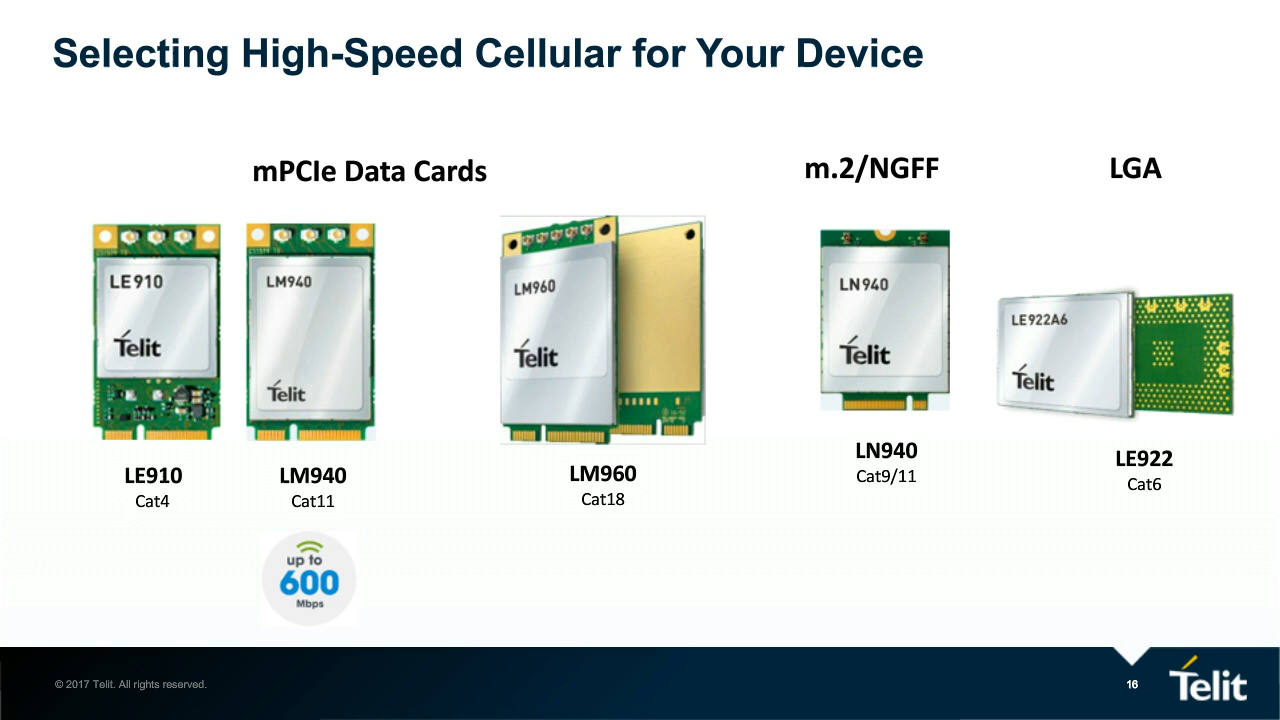 Selecting High-Speed Cellular for Your Device
mPCIe Data Cards
m.2/NGFF
LGA
LE910
Telit
LM940
Telit
LM960
Telit
LN940
Telit
LE922A6
Telit
LE910
Cat4
LM940
Cat11
LM960
Cat18
LN940
Cat9/11
LE922
Cat6
up to
600
Mbps
© 2017 Telit. All rights reserved.
16
Telit